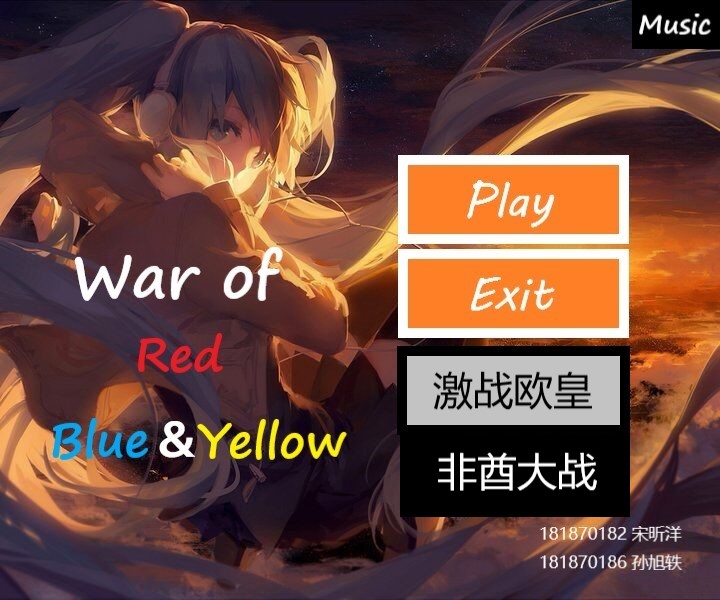 Music
Play
Exit
War of
Red
Blue & Yellow
激战欧皇
非酋大战
181870182 宋昕洋
181870186 孙旭轶